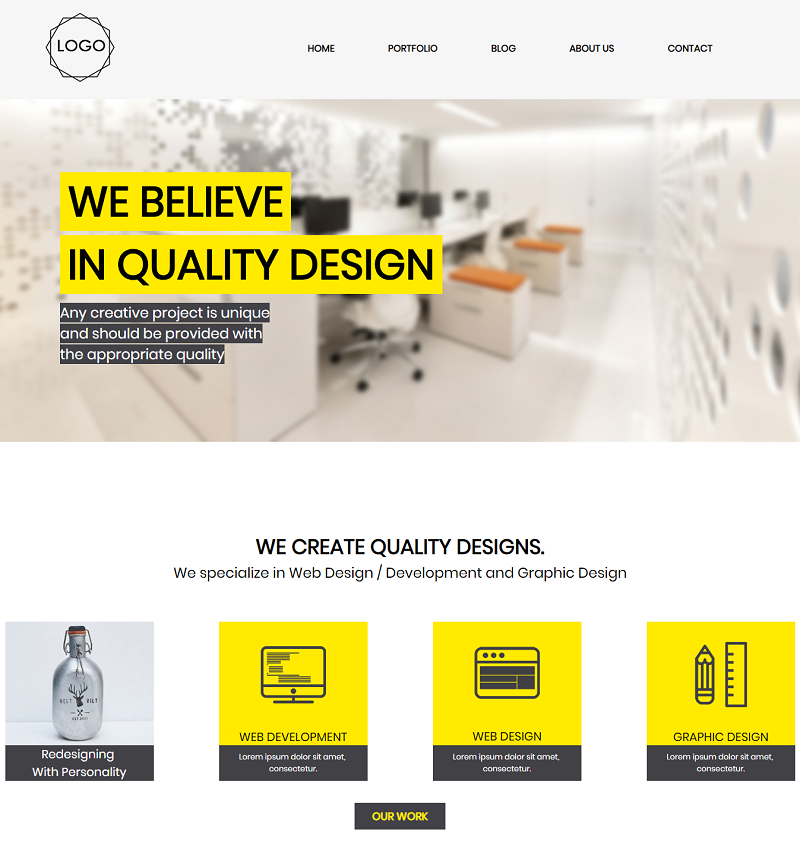 LOGO
HOME
PORTFOLIO
BLOG
ABOUT US
CONTACT
WE BELIEVE
IN QUALITY DESIGN
Any creative project is unique
and should be provided with
the appropriate quality
WE CREATE QUALITY DESIGNS.
We specialize in Web Design / Development and Graphic Design
VILT
Redesigning
With Personality
WEB DEVELOPMENT
Lorem ipsum dolor sit amet,
consectetur.
WEB DESIGN
Lorem ipsum dolor sit amet,
consectetur.
GRAPHIC DESIGN
Lorem ipsum dolor sit amet,
consectetur.
OUR WORK